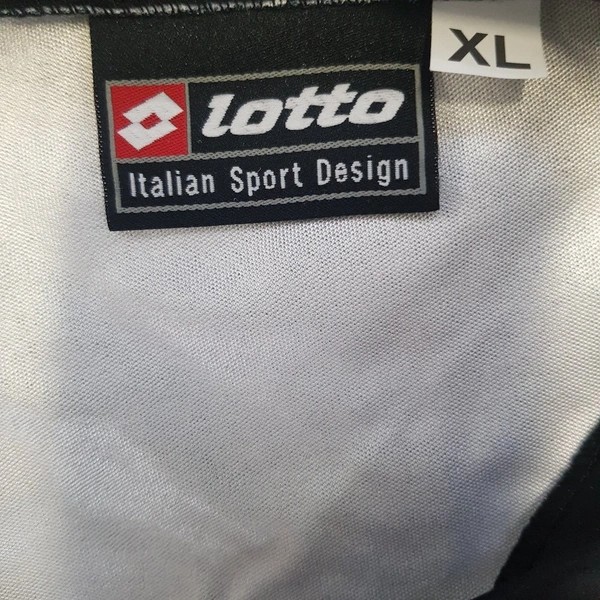 lotto
XL
Italian Sport Design